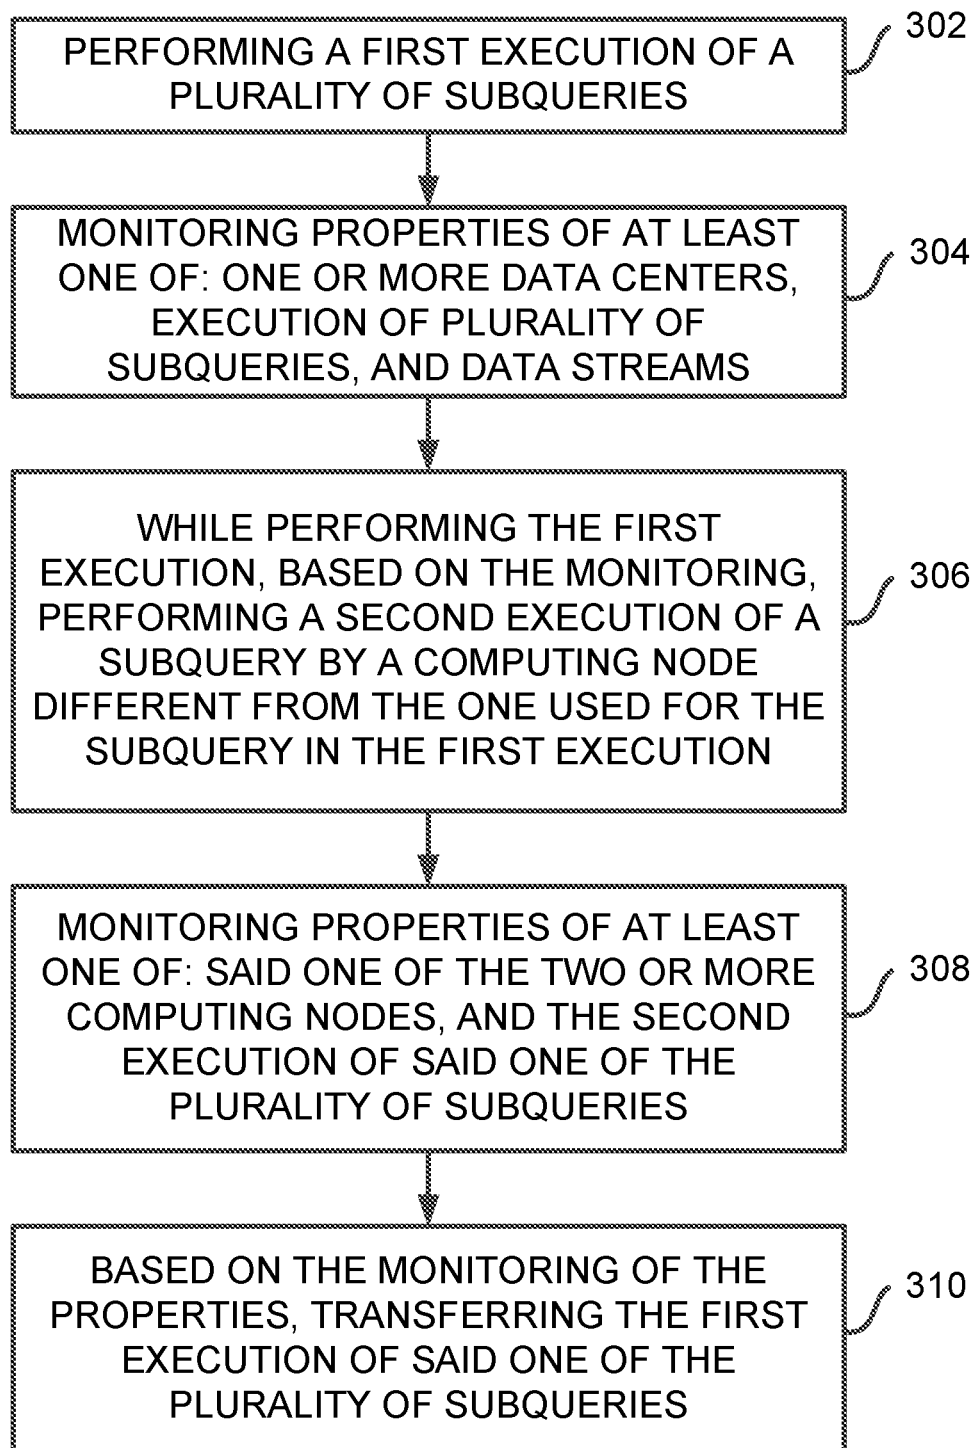 PERFORMING A FIRST EXECUTION OF A
PLURALITY OF SUBQUERIES
302
MONITORING PROPERTIES OF AT LEAST
ONE OF: ONE OR MORE DATA CENTERS,
EXECUTION OF PLURALITY OF
SUBQUERIES, AND DATA STREAMS
304
WHILE PERFORMING THE FIRST
EXECUTION, BASED ON THE MONITORING,
PERFORMING A SECOND EXECUTION OF A
SUBQUERY BY A COMPUTING NODE
DIFFERENT FROM THE ONE USED FOR THE
SUBQUERY IN THE FIRST EXECUTION
306
MONITORING PROPERTIES OF AT LEAST
ONE OF: SAID ONE OF THE TWO OR MORE
COMPUTING NODES, AND THE SECOND
EXECUTION OF SAID ONE OF THE
PLURALITY OF SUBQUERIES
308
BASED ON THE MONITORING OF THE
PROPERTIES, TRANSFERRING THE FIRST
EXECUTION OF SAID ONE OF THE
PLURALITY OF SUBQUERIES
310